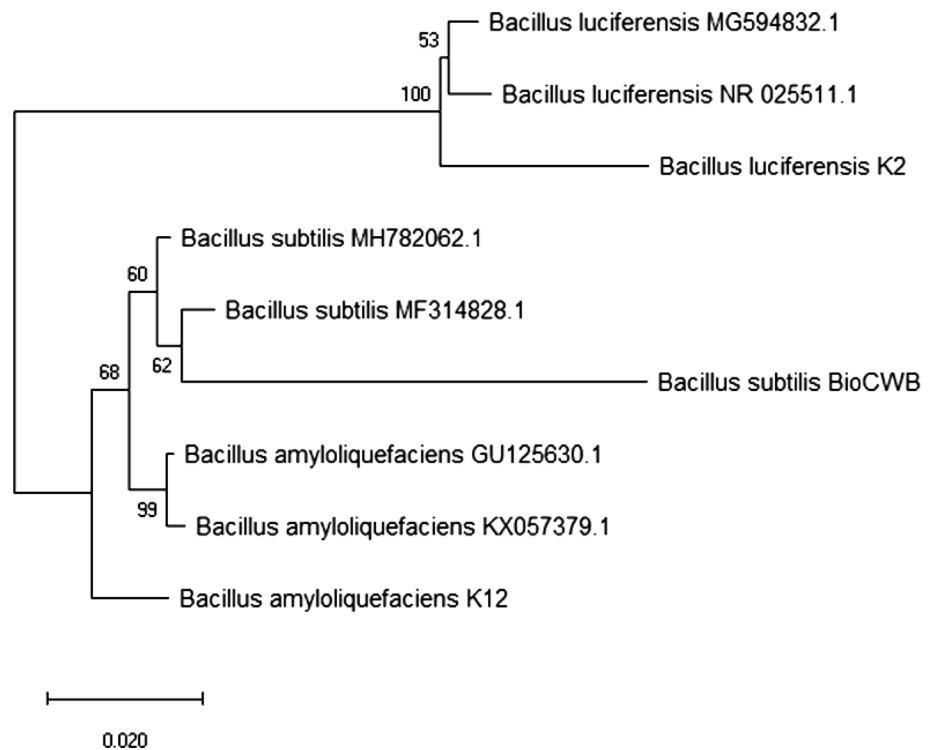 Bacillus luciferensis MG594832.1
53
Bacillus luciferensis NR 025511.1
100
Bacillus luciferensis K2
Bacillus subtilis MH782062.1
60
Bacillus subtilis MF314828.1
62
68
Bacillus subtilis BioCWB
Bacillus amyloliquefaciens GU125630.1
99
Bacillus amyloliquefaciens KX057379.1
Bacillus amyloliquefaciens K12
0.020